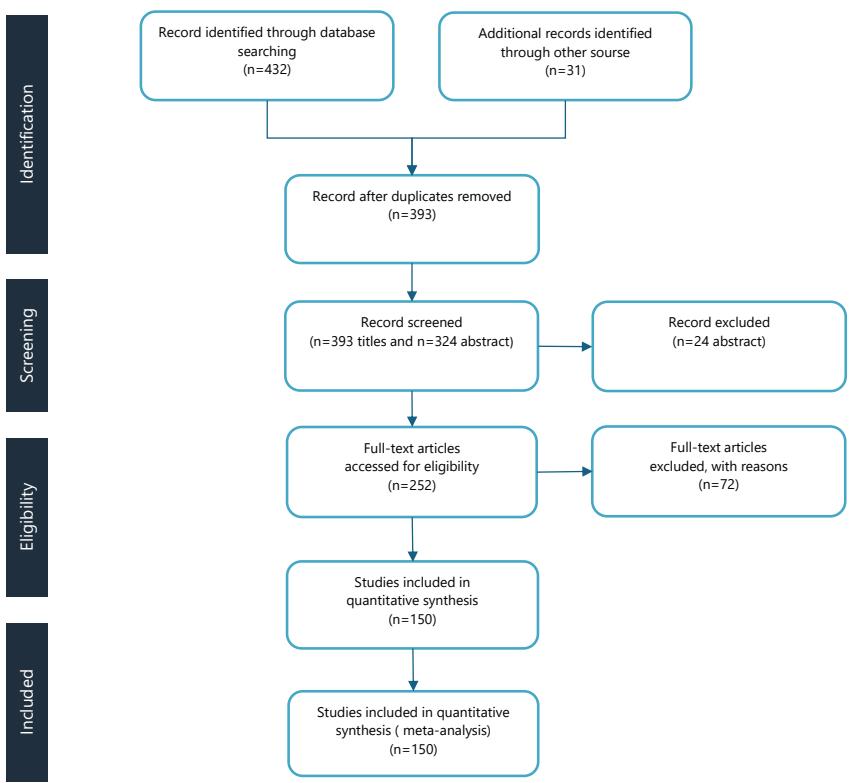 Identification
Record identified through database
searching
(n=432)
Additional records identified
through other sourse
(n=31)
Record after duplicates removed
(n=393)
Screening
Record screened
(n=393 titles and n=324 abstract)
Record excluded
(n=24 abstract)
Eligibility
Full-text articles
accessed for eligibility
(n=252)
Full-text articles
excluded, with reasons
(n=72)
Studies included in
quantitative synthesis
(n=150)
Included
Studies included in quantitative
synthesis ( meta-analysis)
(n=150)